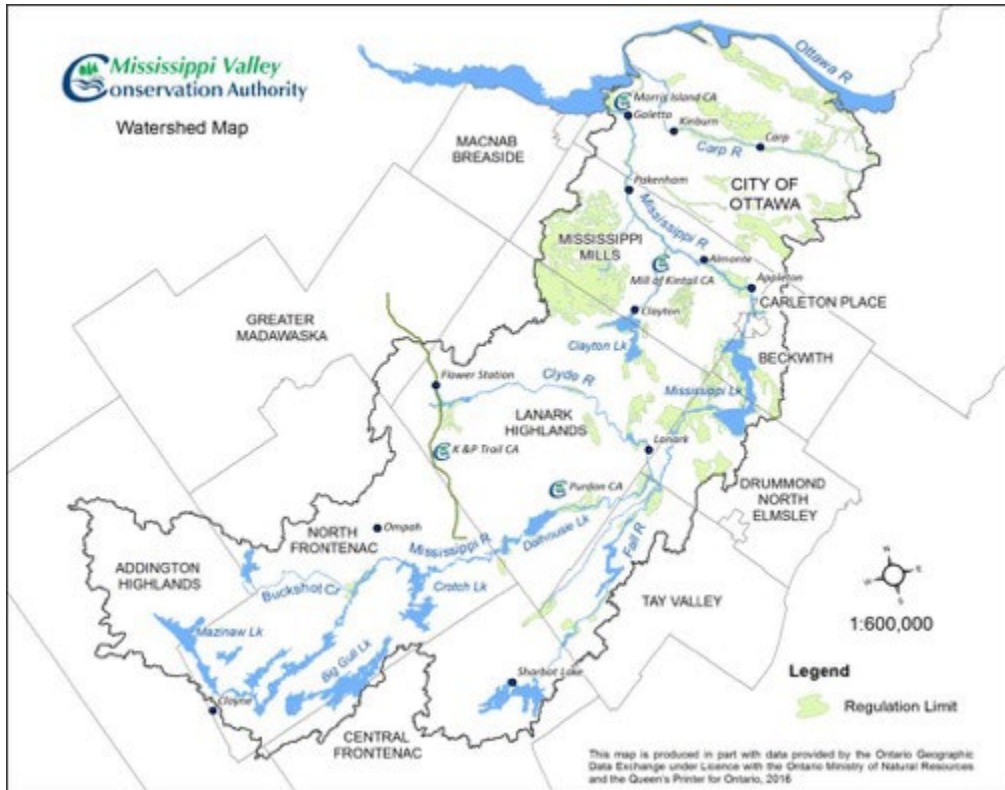 Mississippi Valley
Conservation Authority
Watershed Map
Ottawa R
Morris Island CA
Galetta
Kinburn
Carp
Carp R
MACNAB
BREASIDE
CITY OF
OTTAWA
Pakenham
Mississippi R
MISSISSIPPI
MILLS
Almonte
Mill of Kintail CA
Appleton
CARLETON PLACE
Clayton
Clayton Lk
GREATER
MADAWASKA
BECKWITH
Flower Station
Clyde R
Mississippi Lk
LANARK
HIGHLANDS
Lanark
K &P Trail CA
Purdon CA
DRUMMOND
NORTH
ELMSLEY
Ompah
NORTH
FRONTENAC
Mississippi R
Dalhousie Lk
Fall R
ADDINGTON
HIGHLANDS
Buckshot Cr
Crotch Lk
TAY VALLEY
Mazinaw Lk
Big Gull Lk
Sharbot Lake
Cloyne
CENTRAL
FRONTENAC
N
W
E
S
1:600,000
Legend
Regulation Limit
This map is produced in part with data provided by the Ontario Geographic
Data Exchange under Licence with the Ontario Ministry of Natural Resources
and the Queen's Printer for Ontario, 2016